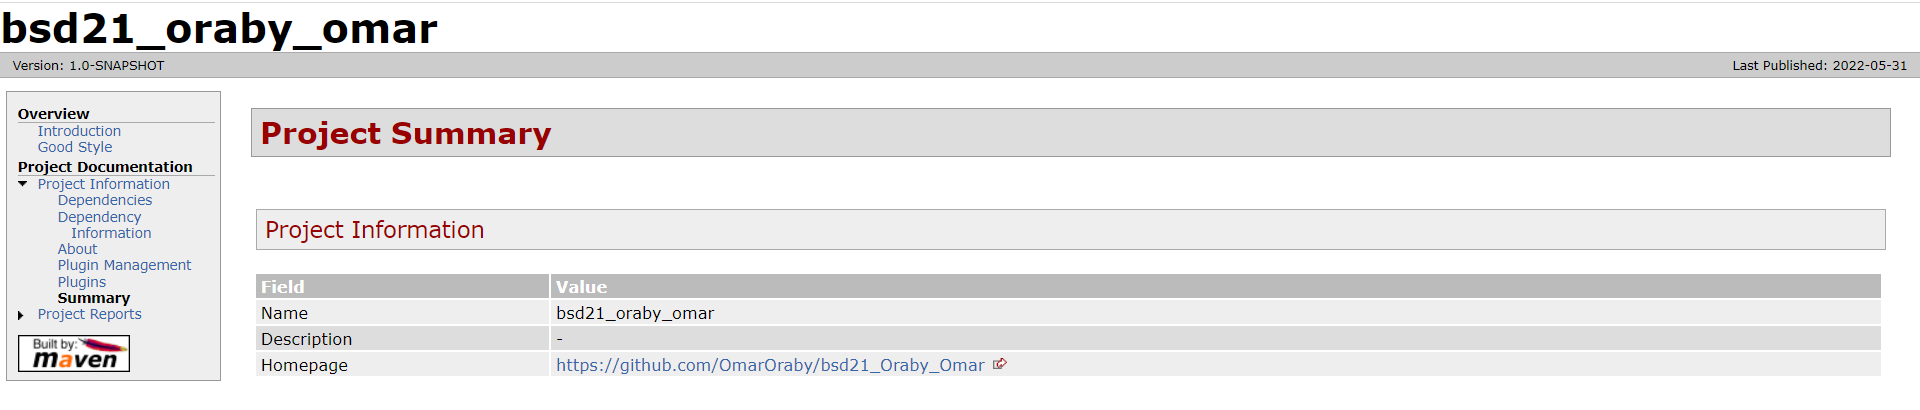 bsd21_oraby_omar
Version: 1.0-SNAPSHOT
Last Published: 2022-05-31
Overview
Introduction
Good Style
Project Documentation
Project Information
Dependencies
Dependency
Information
About
Plugin Management
Plugins
Summary
Project Reports
Built by:
maven
Project Summary
Project Information
Field Value
Name bsd21_oraby_omar
Description -
Homepage https://github.com/OmarOraby/bsd21_Oraby_Omar